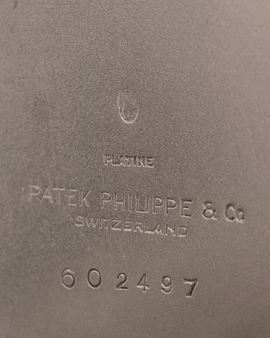 PLATINE
PATEK PHILIPPE & Co
SWITZERLAND
602497